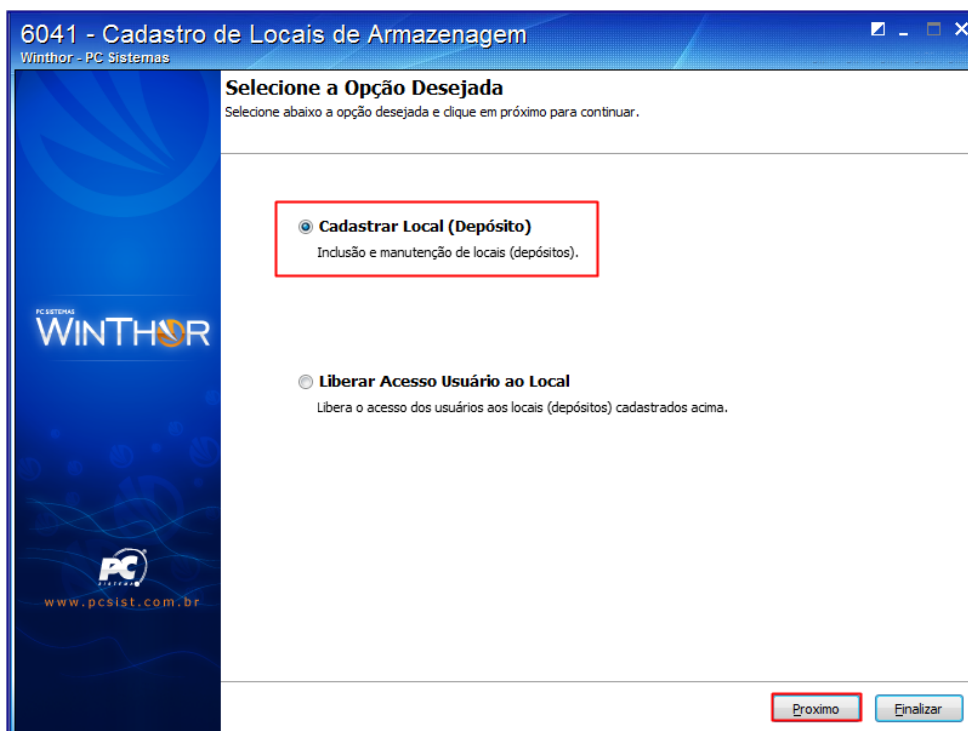 6041 - Cadastro de Locais de Armazenagem
Winthor - PC Sistemas
Selecione a Opção Desejada
Selecione abaixo a opção desejada e clique em próximo para continuar.
Cadastrar Local (Depósito)
Inclusão e manutenção de locais (depósitos).
PC SISTEMAS
WINTHOR
Liberar Acesso Usuário ao Local
Libera o acesso dos usuários aos locais (depósitos) cadastrados acima.
PC
SISTEMAS
www.pcsist.com.br
Proximo
Finalizar